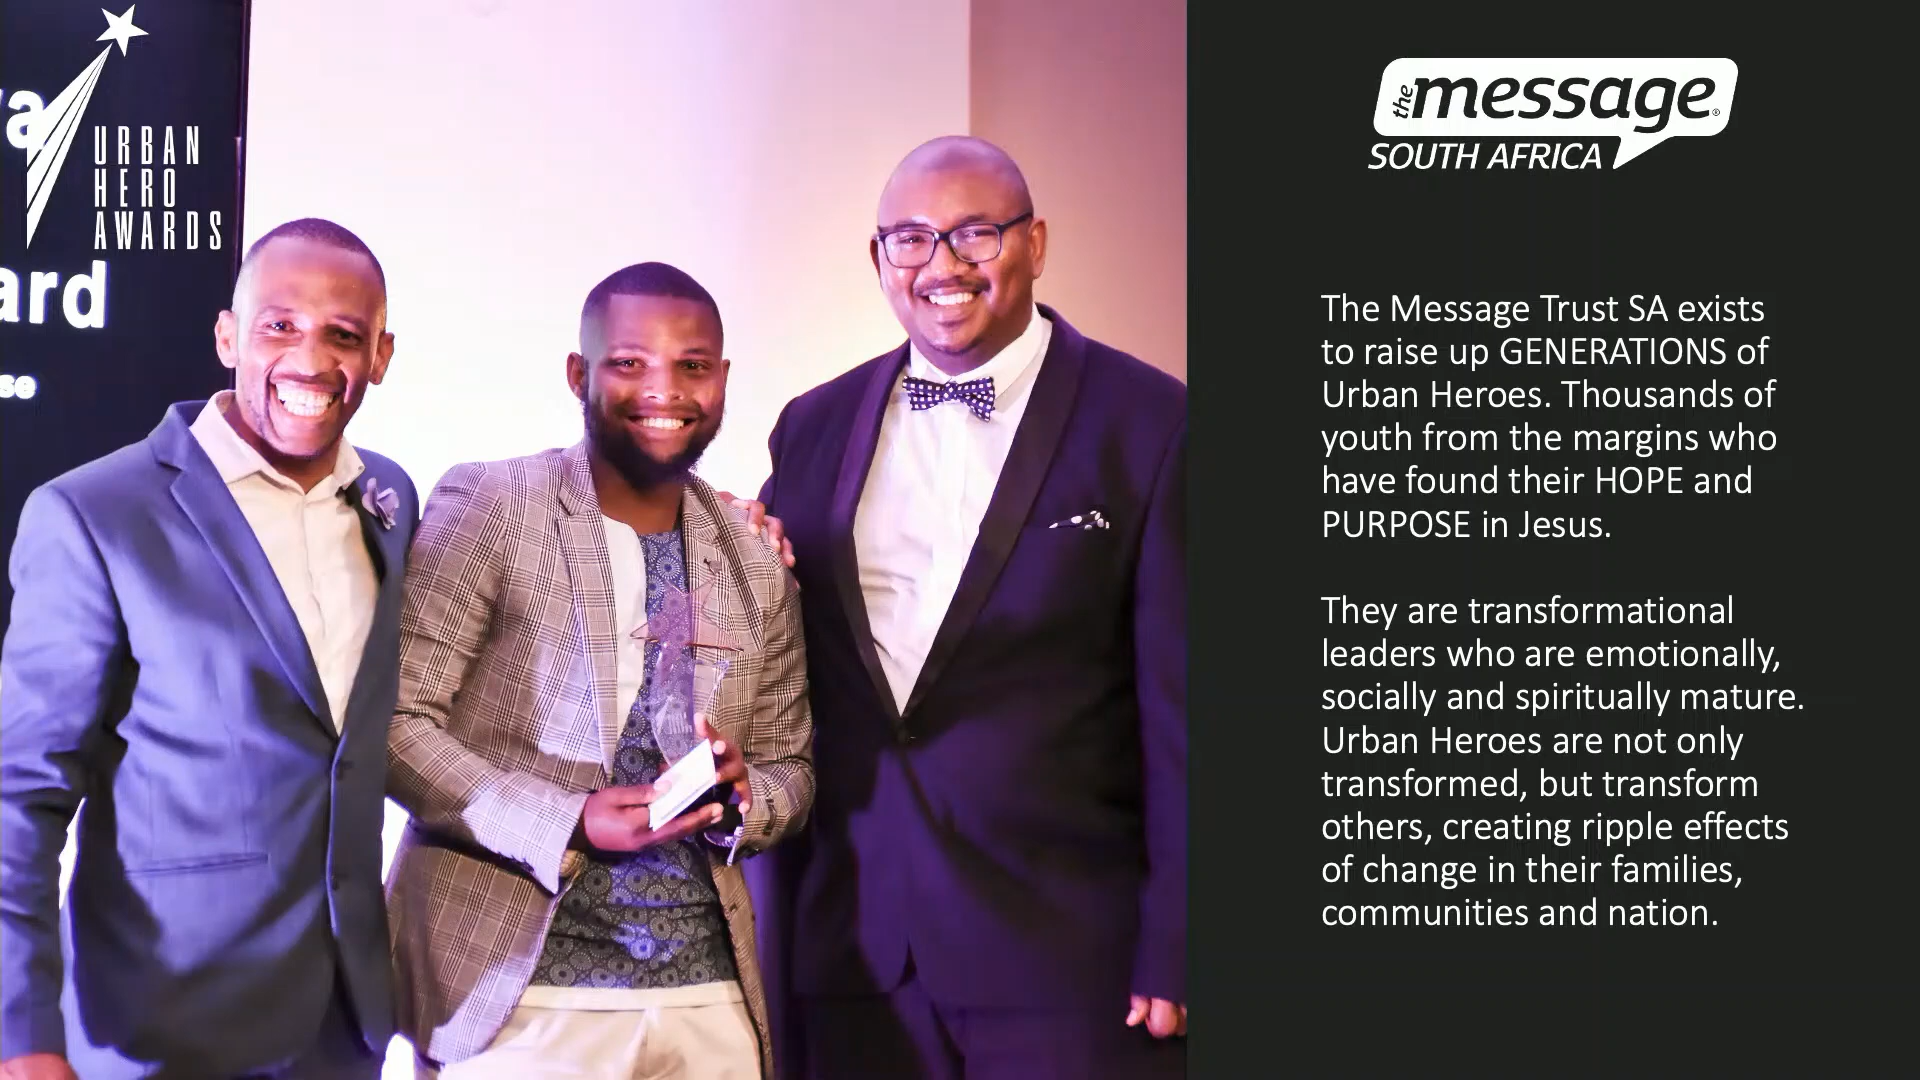 URBAN
HERO
AWARDS
ard
se
the message
SOUTH AFRICA
The Message Trust SA exists
to raise up GENERATIONS of
Urban Heroes. Thousands of
youth from the margins who
have found their HOPE and
PURPOSE in Jesus.
They are transformational
leaders who are emotionally,
socially and spiritually mature.
Urban Heroes are not only
transformed, but transform
others, creating ripple effects
of change in their families,
communities and nation.